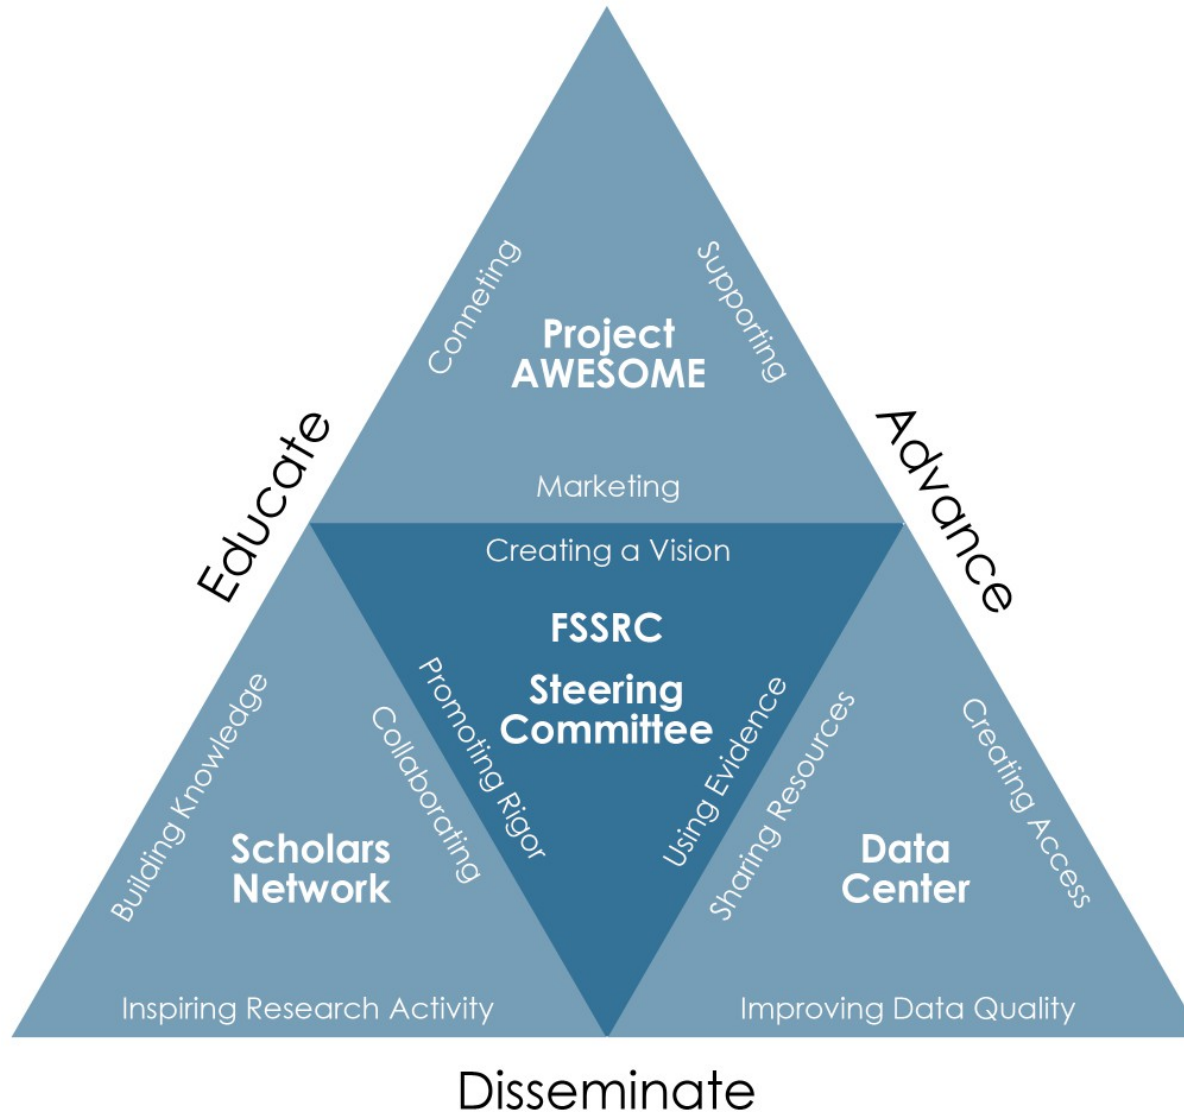 Conneting
Supporting
Project
AWESOME
Marketing
Educate
Advance
Creating a Vision
FSSRC
Steering
Committee
Promoting Rigor
Using Evidence
Building Knowledge
Collaborating
Scholars
Network
Inspiring Research Activity
Sharing Resources
Creating Access
Data
Center
Improving Data Quality
Disseminate